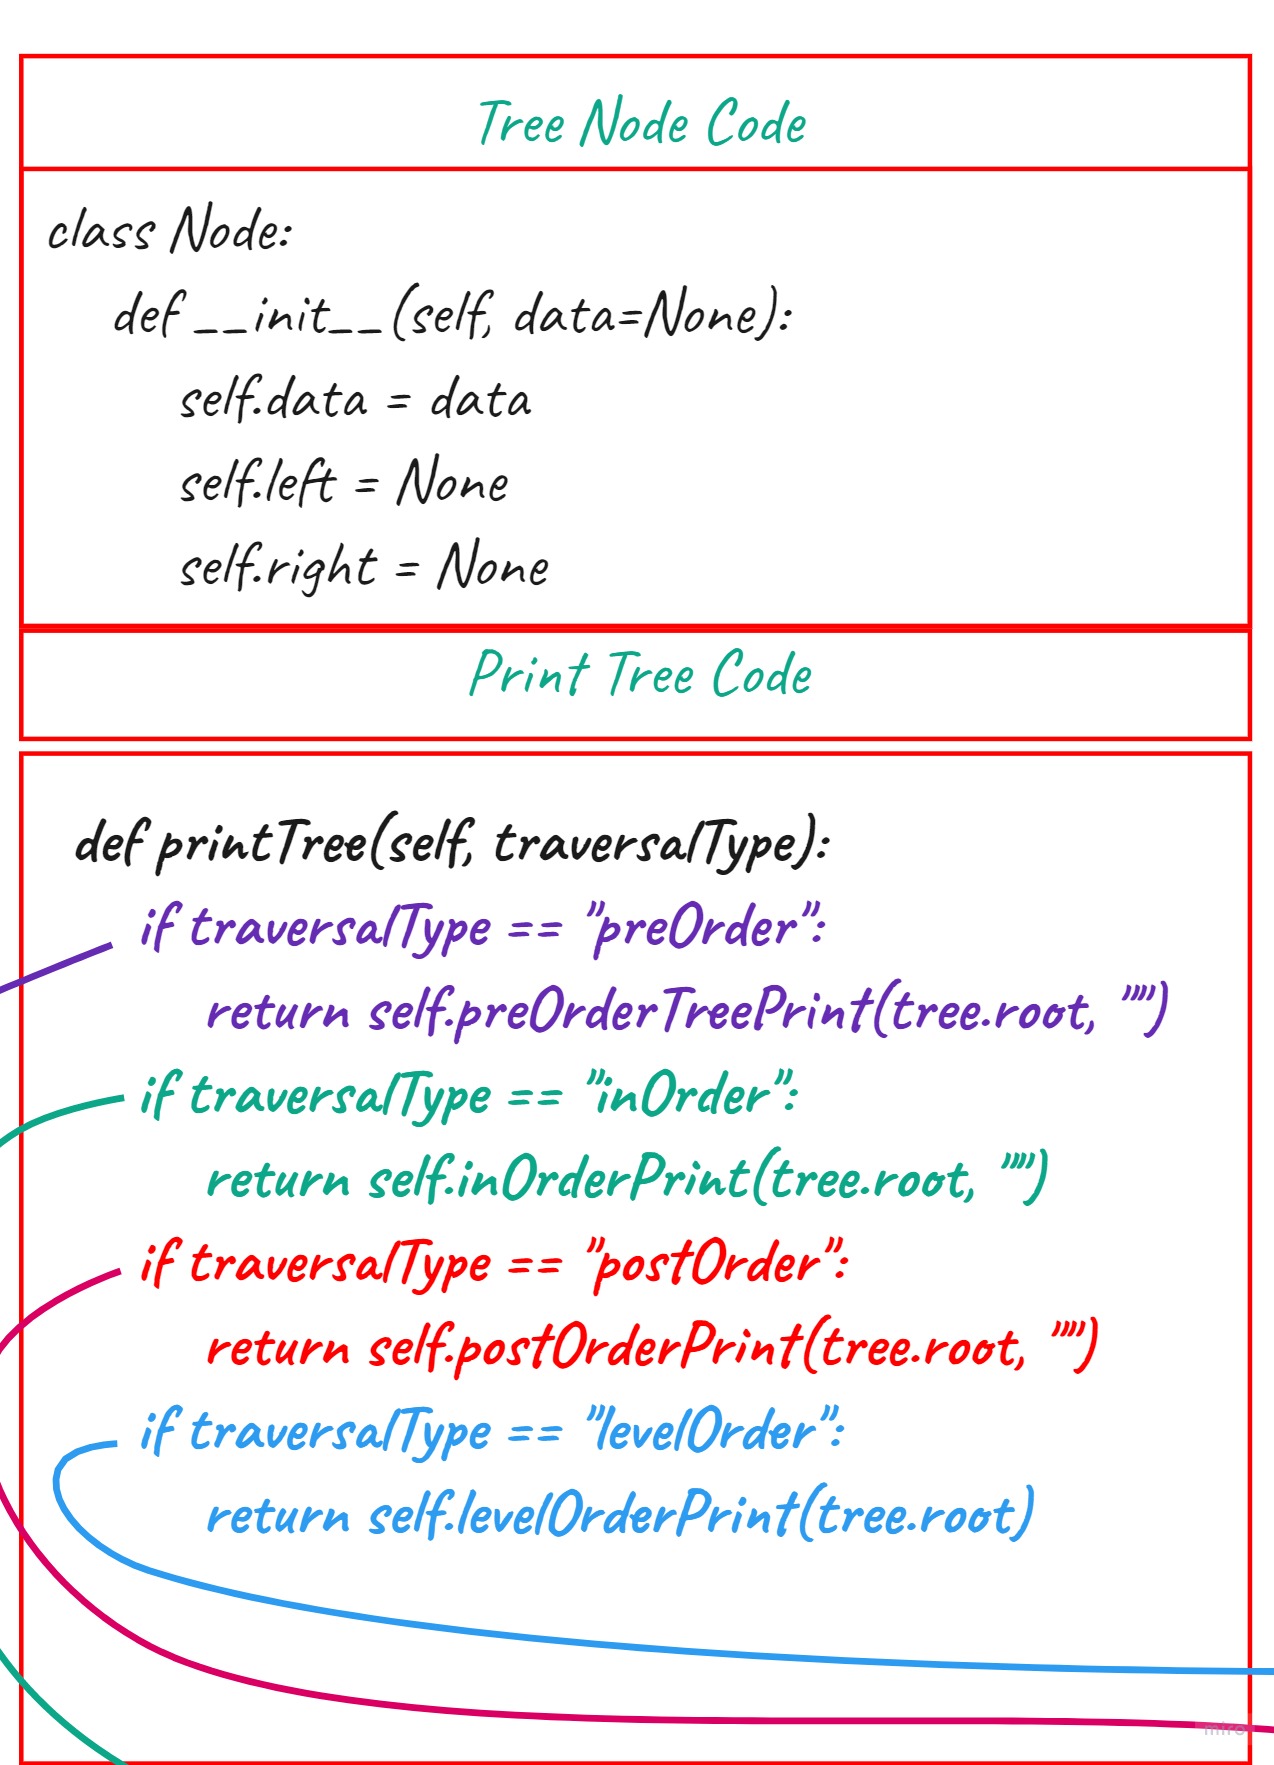 Tree Node Code
class Node:
def __init__(self, data=None):
self.data = data
self.left = None
self.right = None
Print Tree Code
def printTree(self, traversalType):
if traversalType == "preOrder":
return self.preOrderTreePrint(tree.root, "")
if traversalType == "inOrder":
return self.inOrderPrint(tree.root, "")
if traversalType == "postOrder":
return self.postOrderPrint(tree.root, "")
if traversalType == "levelOrder":
return self.levelOrderPrint(tree.root)
miro